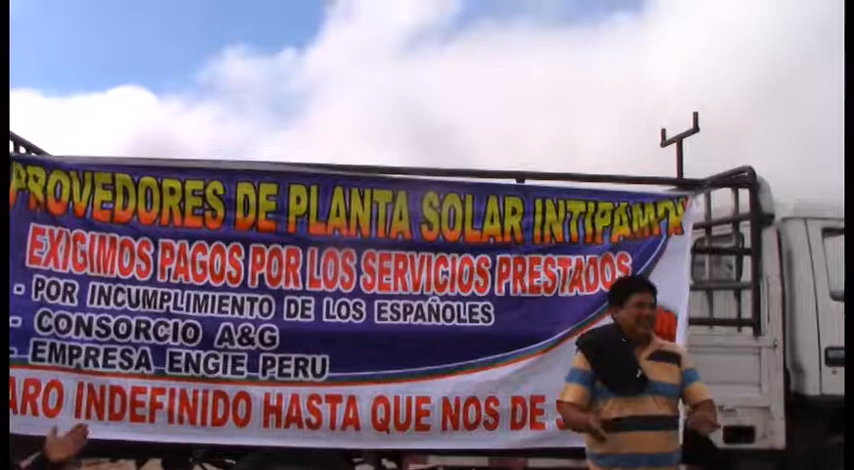 PROVEEDORES DE PLANTA SOLAR INTIPAMPA
EXIGIMOS PAGOS POR LOS SERVICIOS PRESTADOS
- POR INCUMPLIMIENTO DE LOS ESPAÑOLES
- CONSORCIO A&G
- EMPRESA ENGIE PERU
ARO INDEFINIDO HASTA QUE NOS DE